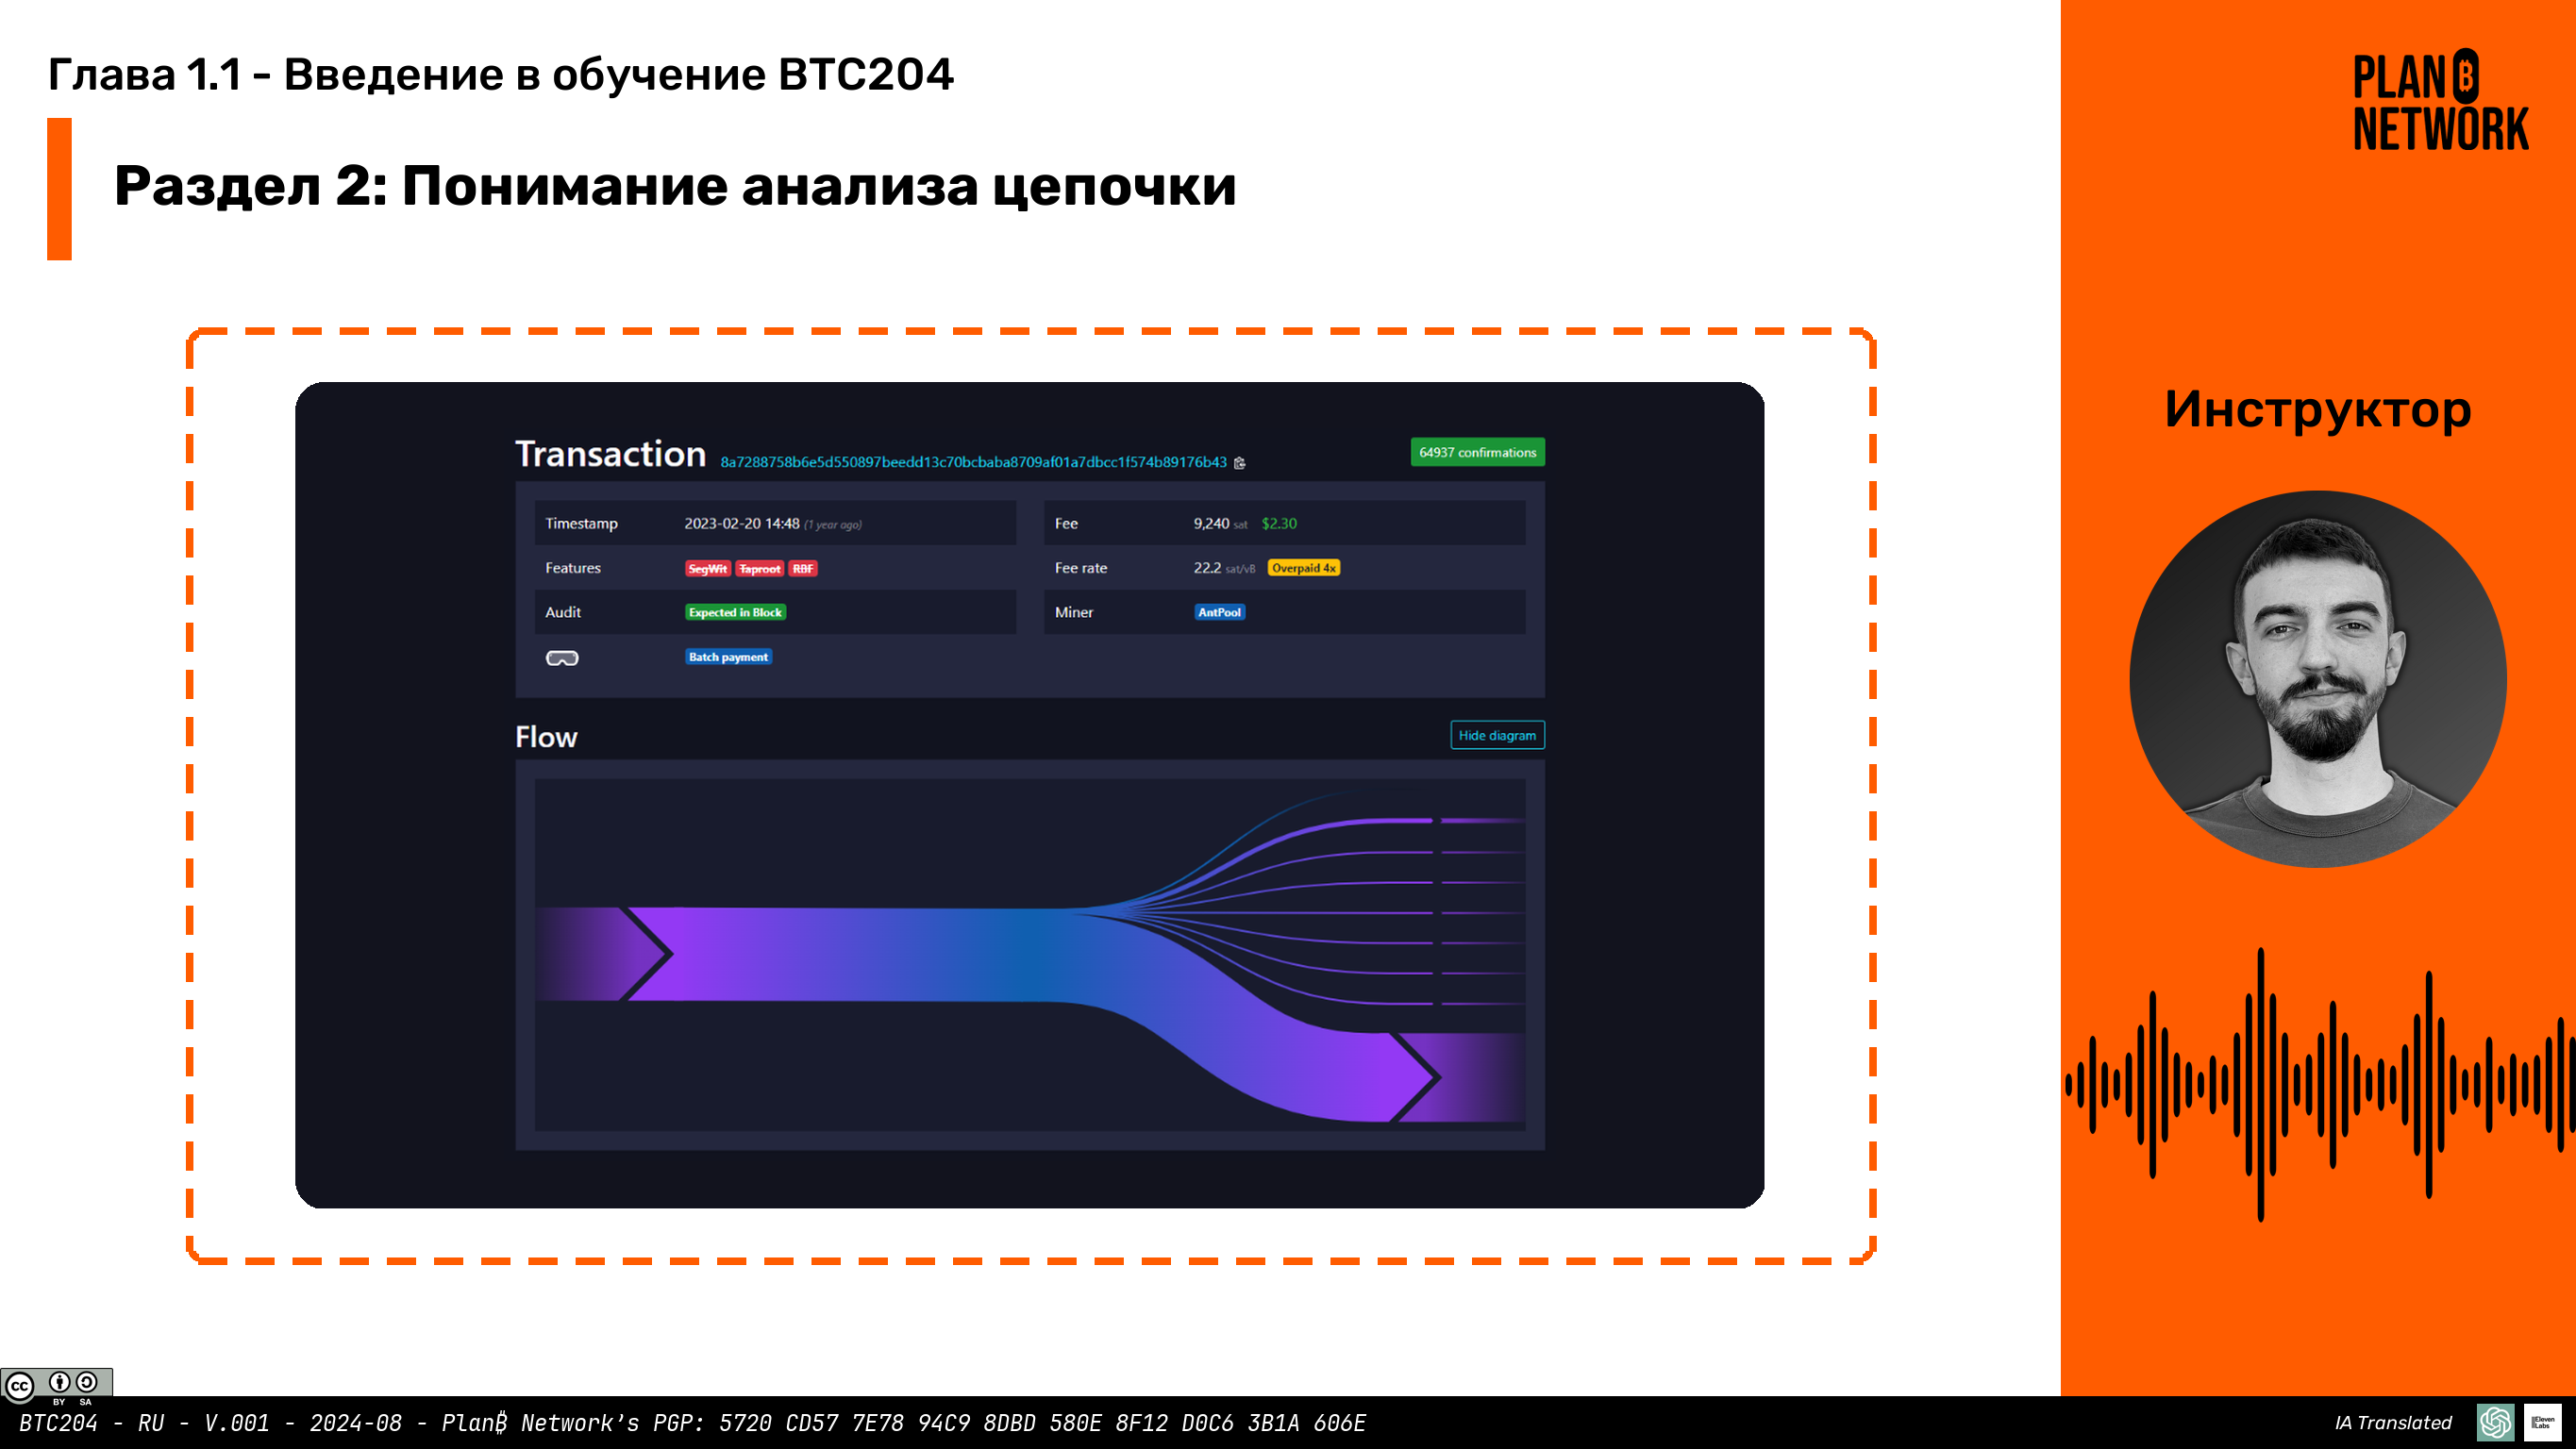 Глава 1.1 - Введение в обучение BTC204
Раздел 2: Понимание анализа цепочки
PLAN ₿
NETWORK
Инструктор
Transaction 8a7288758b6e5d550897beedd13c70bcbaba8709af01a7dbcc1f574b89176b43
64937 confirmations
Timestamp 2023-02-20 14:48 (1 year ago)
Fee 9,240 sat $2.30
Features SegWit Taproot RBF
Fee rate 22.2 sat/vB Overpaid 4x
Audit Expected in Block
Miner AntPool
Batch payment
Flow
Hide diagram
cc BY SA
BTC204 - RU - V.001 - 2024-08 - Plan₿ Network's PGP: 5720 CD57 7E78 94C9 8DBD 580E 8F12 D0C6 3B1A 606E
IA Translated
IIElevenLabs